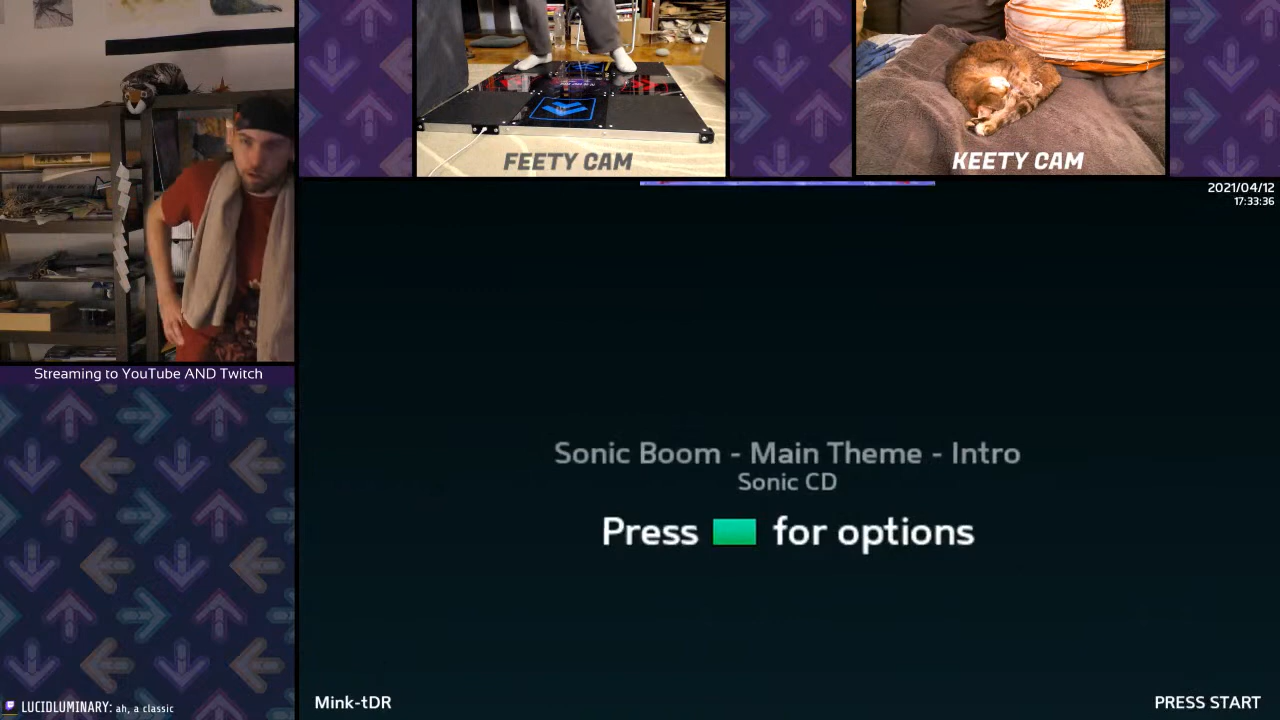 FEETY CAM
KEETY CAM
2021/04/12
17:33:36
Streaming to YouTube AND Twitch
Sonic Boom - Main Theme - Intro
Sonic CD
Press for options
LUCIDLUMINARY: ah, a classic
Mink-tDR
PRESS START